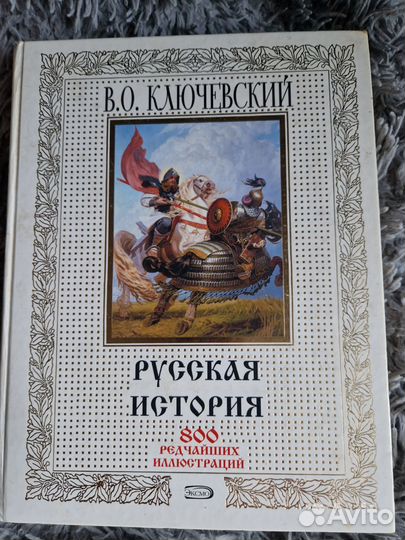 В.О. КЛЮЧЕВСКИЙ
РУССКАЯ
ИСТОРИЯ
800
РЕДЧАЙШИХ
ИЛЛЮСТРАЦИЙ
ЭКСМО
Avito